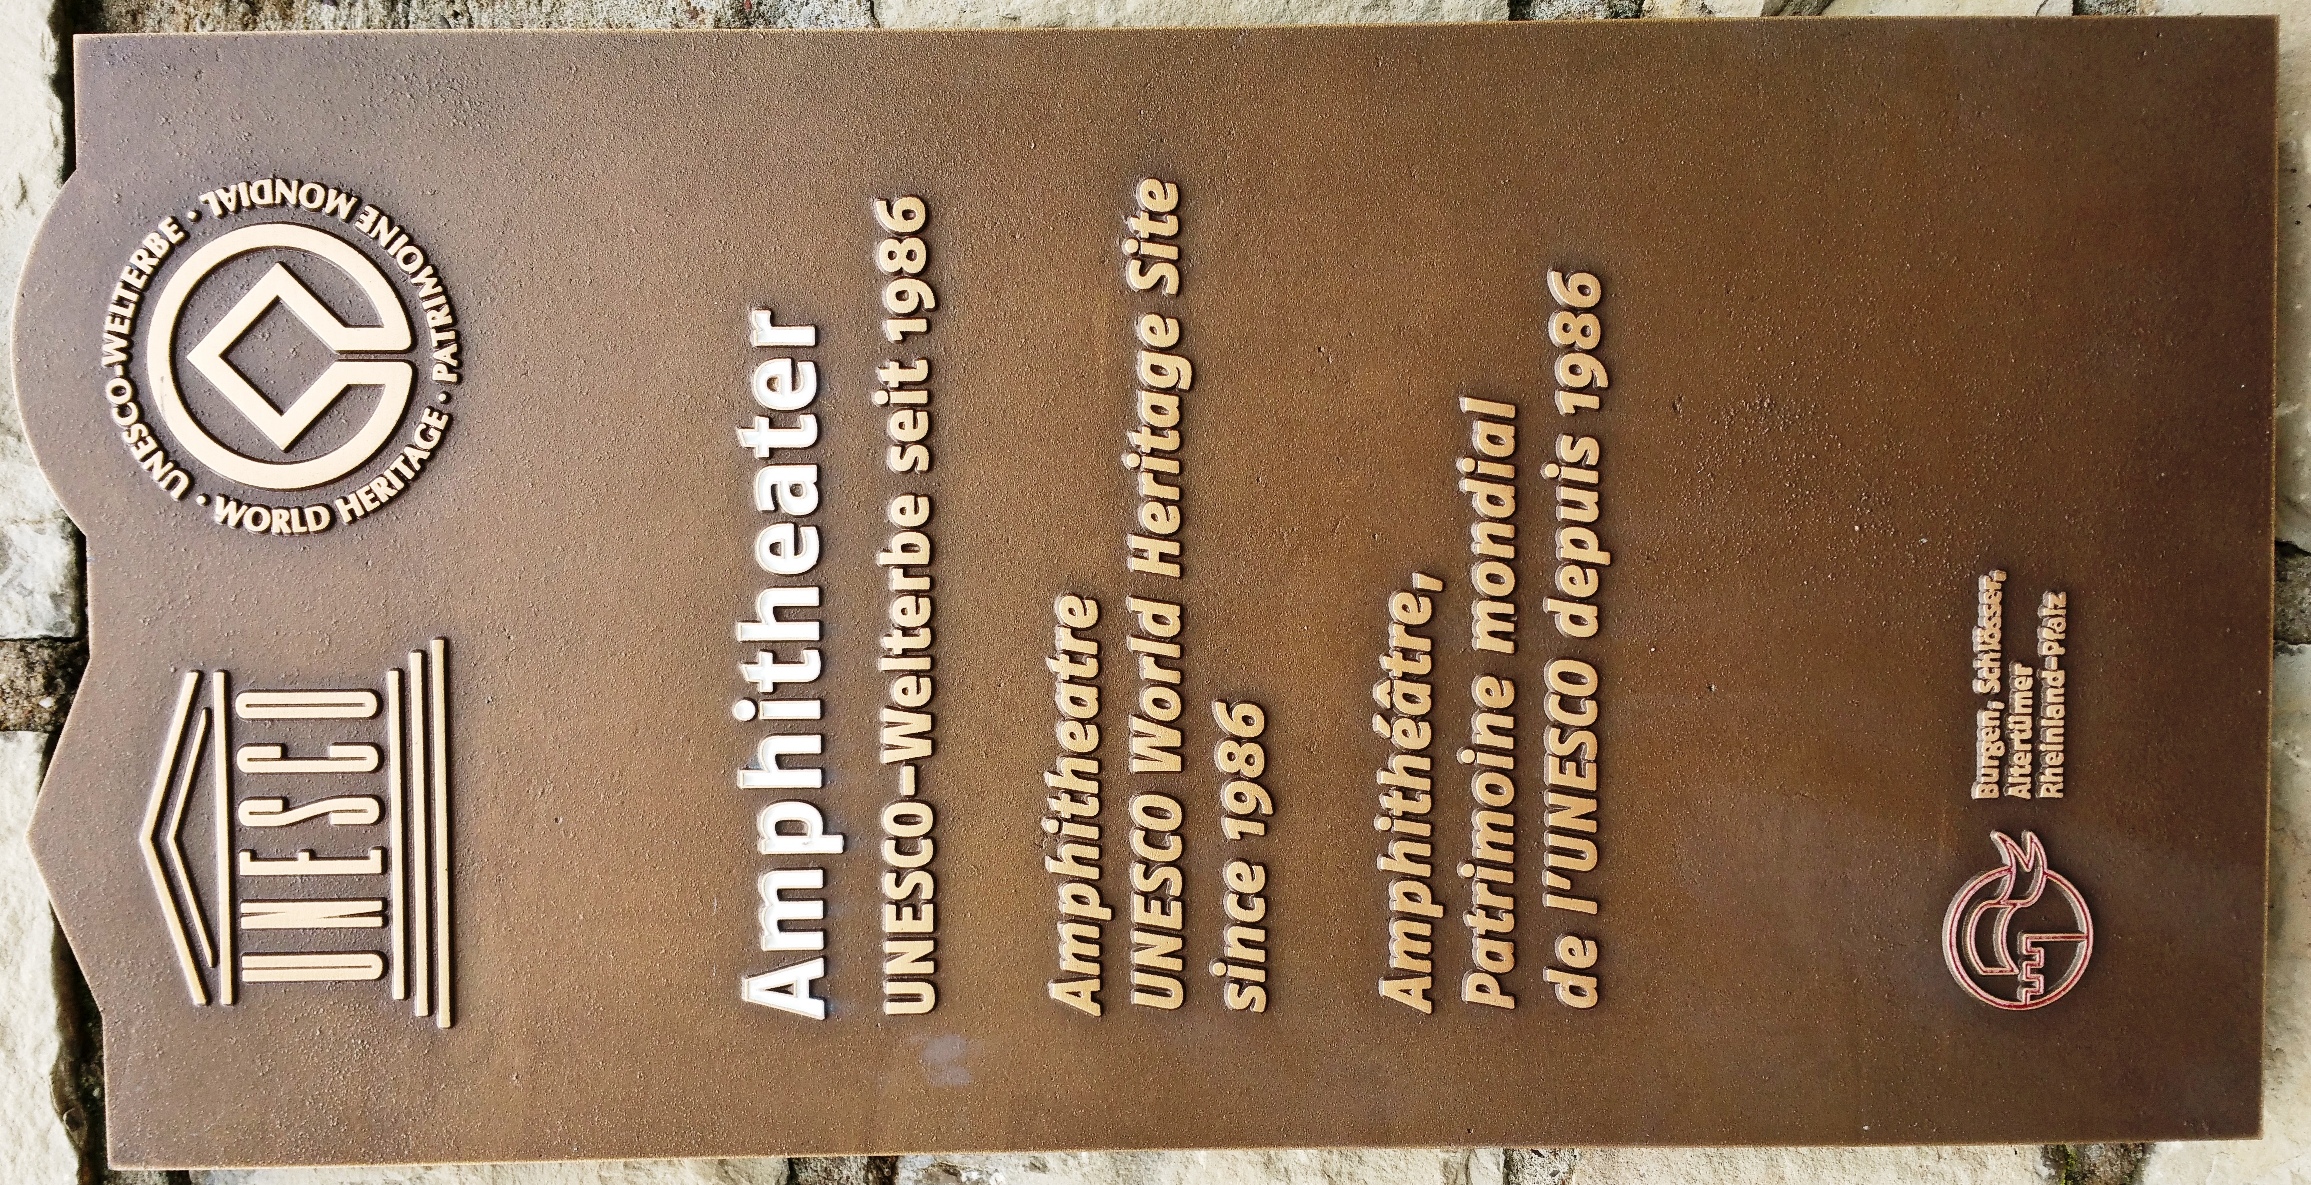 UNESCO
UNESCO-WELTERBE · PATRIMOINE MONDIAL · WORLD HERITAGE ·
Amphitheater
UNESCO-Welterbe seit 1986
Amphitheatre
UNESCO World Heritage Site
since 1986
Amphithéâtre,
Patrimoine mondial
de l'UNESCO depuis 1986
Burgen, Schlösser,
Altertümer
Rheinland-Pfalz